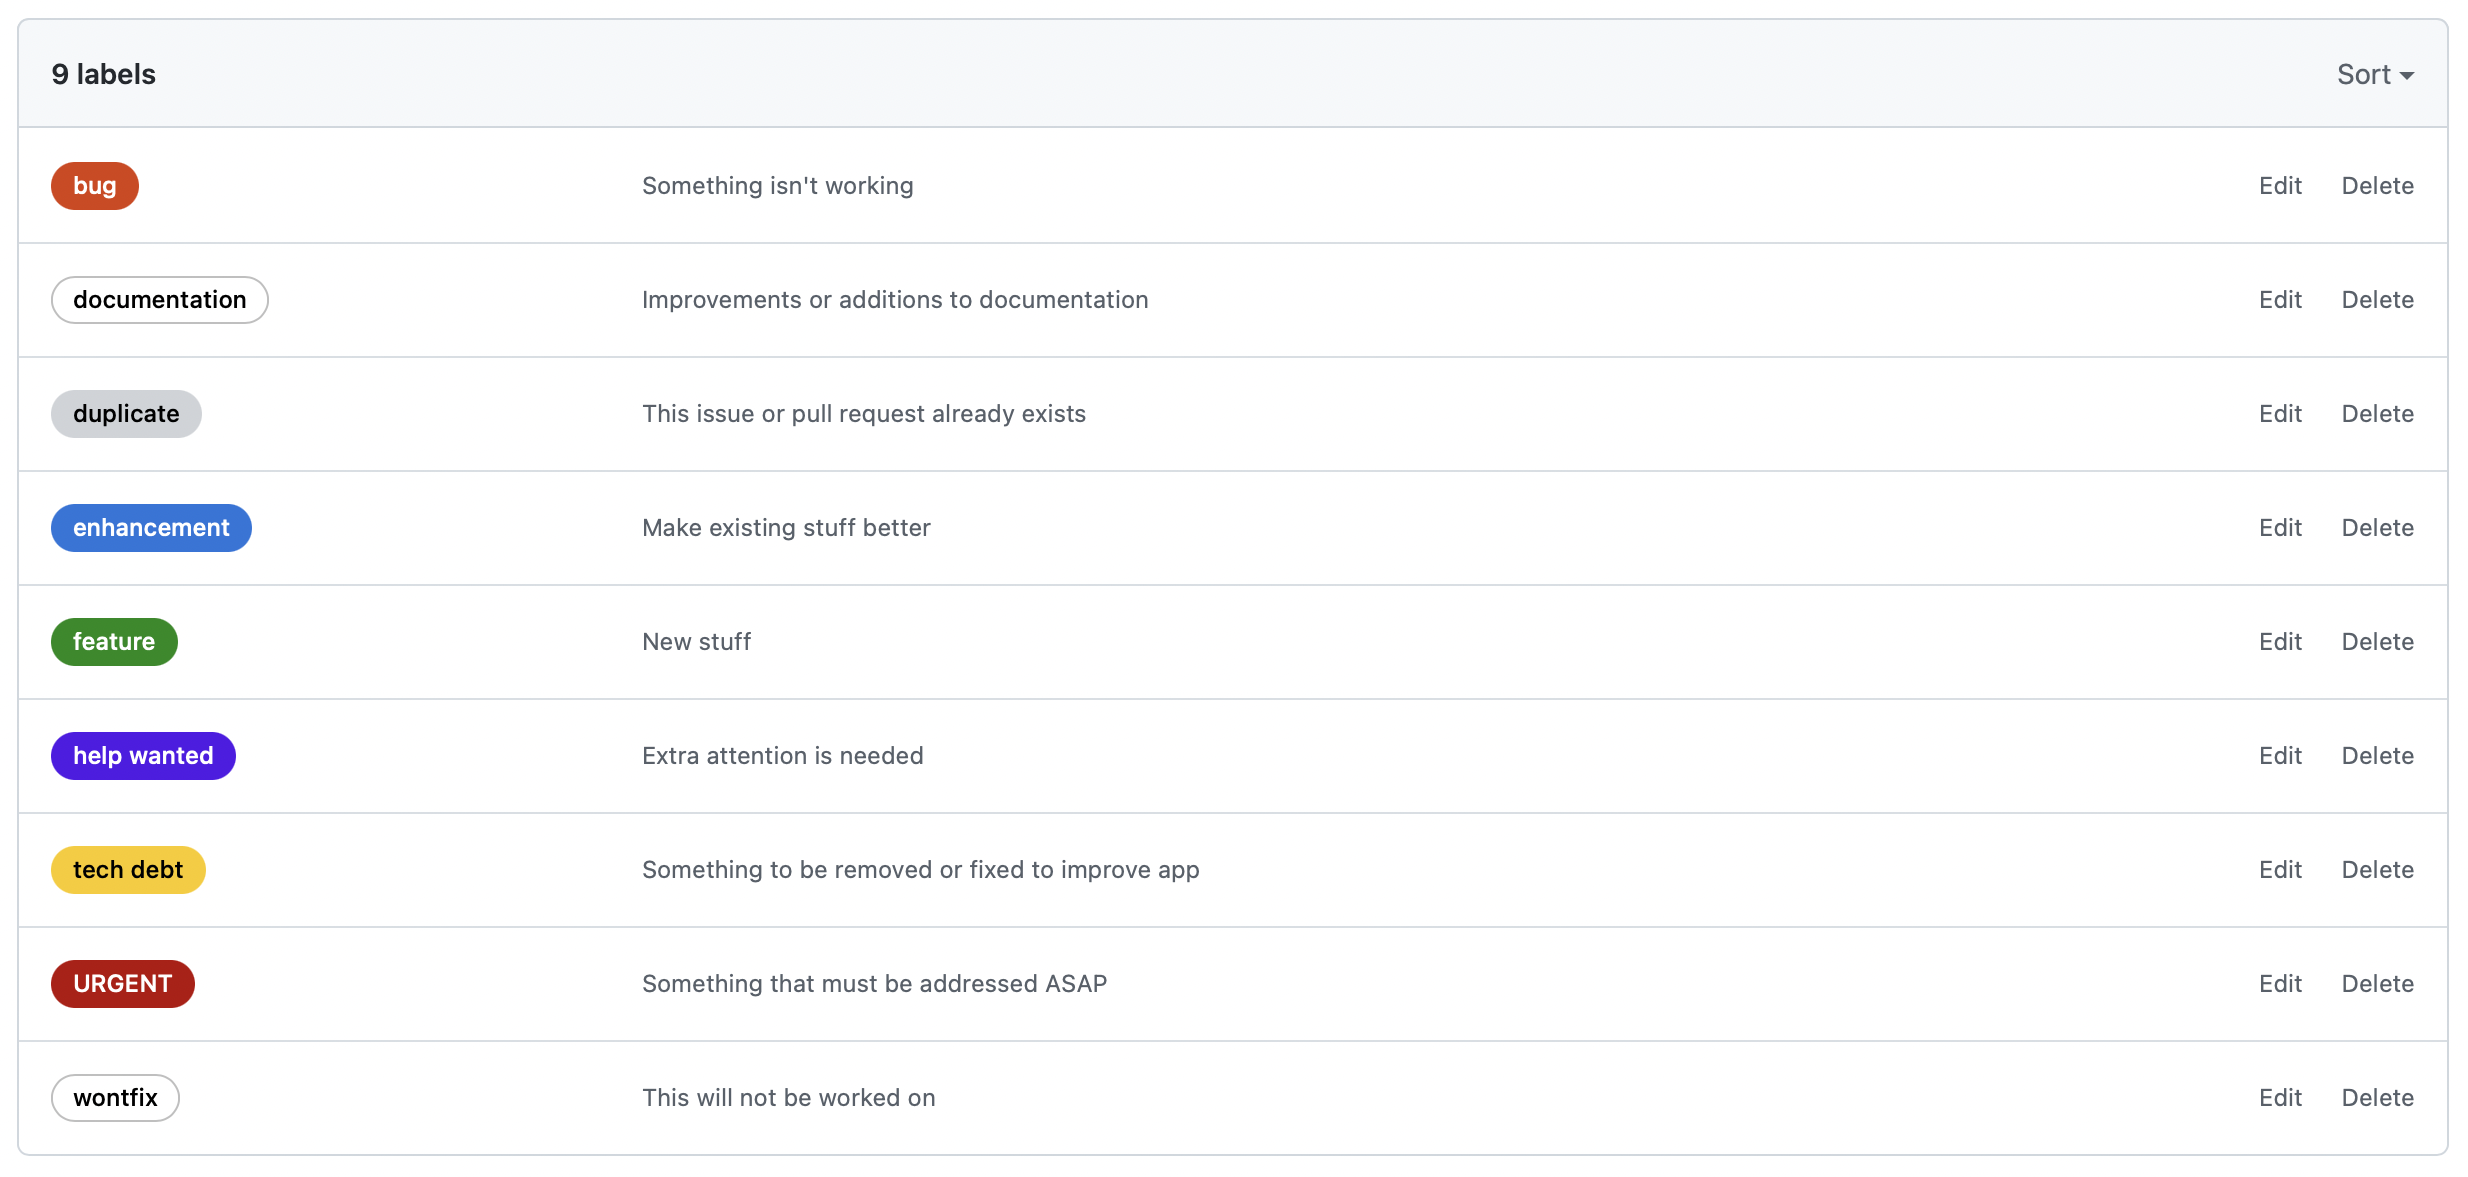 9 labels Sort
bug Something isn't working Edit Delete
documentation Improvements or additions to documentation Edit Delete
duplicate This issue or pull request already exists Edit Delete
enhancement Make existing stuff better Edit Delete
feature New stuff Edit Delete
help wanted Extra attention is needed Edit Delete
tech debt Something to be removed or fixed to improve app Edit Delete
URGENT Something that must be addressed ASAP Edit Delete
wontfix This will not be worked on Edit Delete